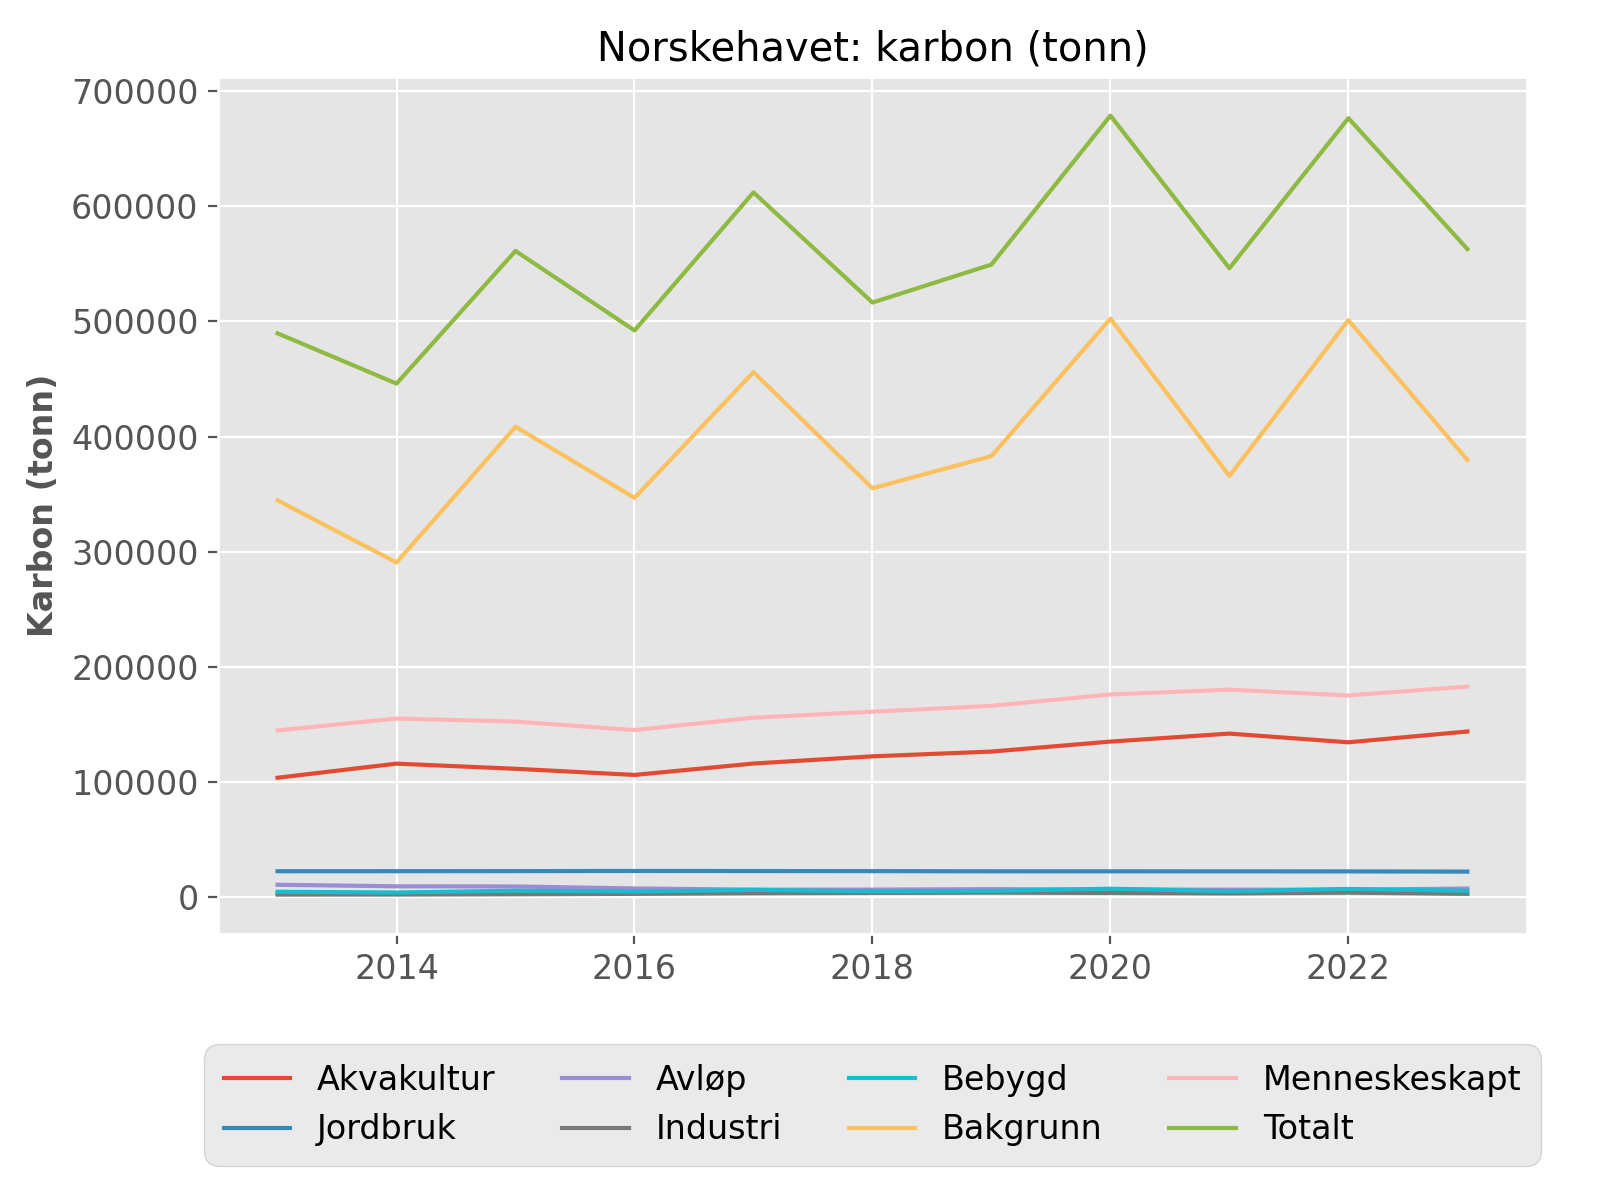 Norskehavet: karbon (tonn)
700000
600000
500000
400000
300000
200000
100000
0
Karbon (tonn)
2014 2016 2018 2020 2022
Akvakultur Avløp Bebygd Menneskeskapt
Jordbruk Industri Bakgrunn Totalt